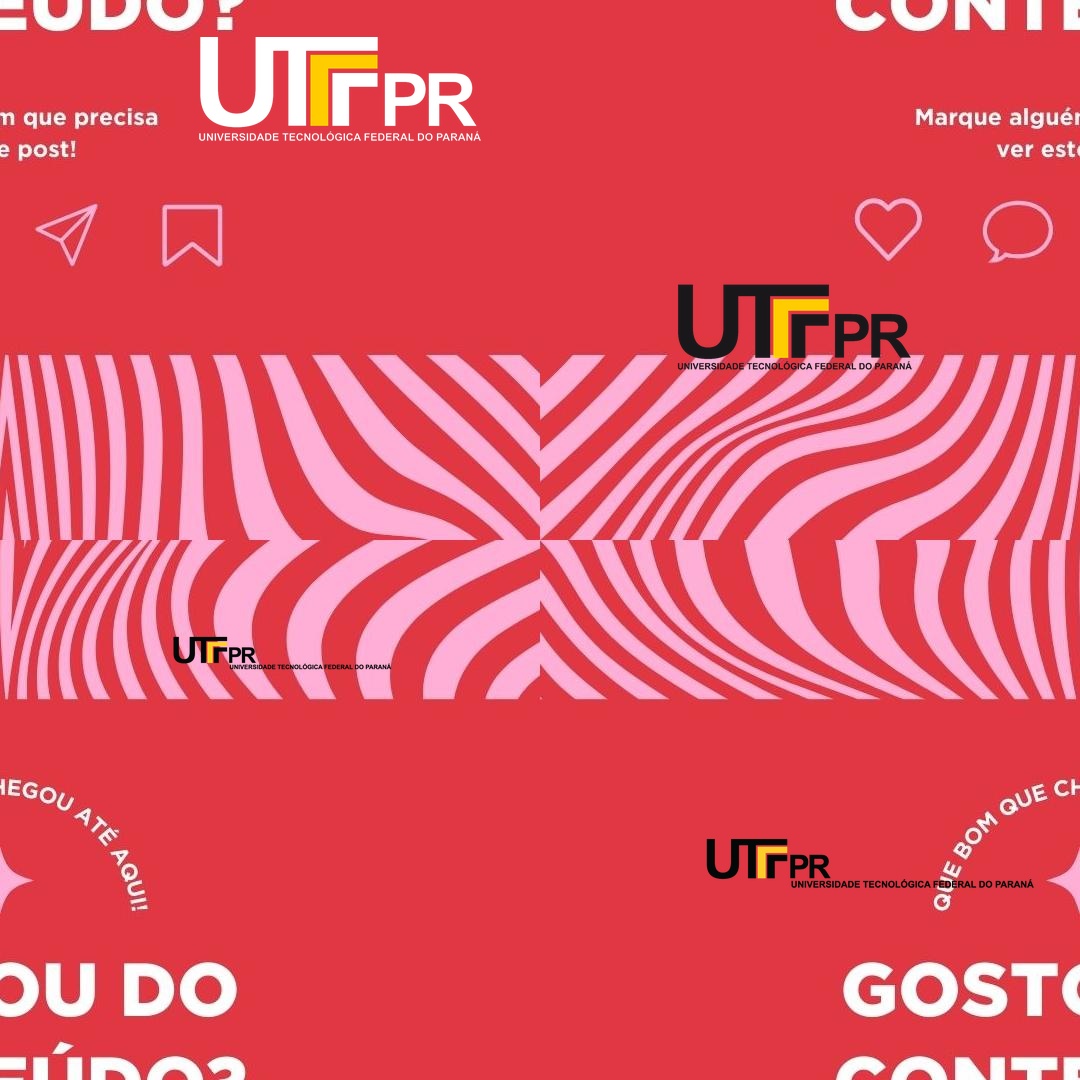 EUDO?
CONTE
UTFPR
UNIVERSIDADE TECNOLÓGICA FEDERAL DO PARANÁ
m que precisa
e post!
Marque alguér
ver este
UTFPR
UNIVERSIDADE TECNOLÓGICA FEDERAL DO PARANÁ
UTFPR
UNIVERSIDADE TECNOLÓGICA FEDERAL DO PARANÁ
HEGOU ATÉ AQUI!
QUE BOM QUE CH
UTFPR
UNIVERSIDADE TECNOLÓGICA FEDERAL DO PARANÁ
OU DO
GOSTO
EÚDO?
CONTE